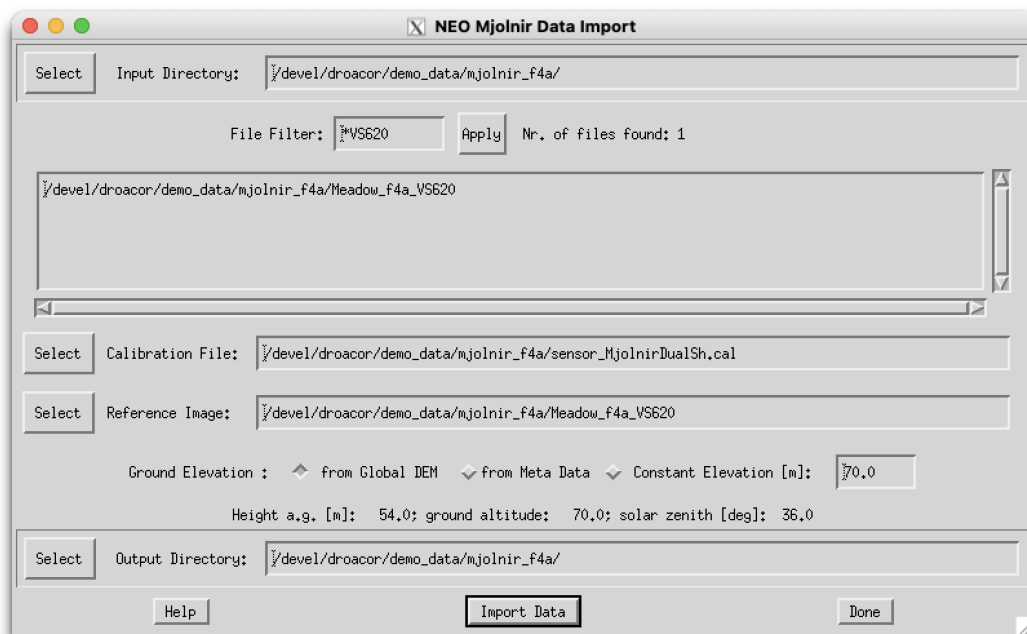 NEO Mjolnir Data Import
Select Input Directory: /devel/droacor/demo_data/mjolnir_f4a/
File Filter: *VS620 Apply Nr. of files found: 1
/devel/droacor/demo_data/mjolnir_f4a/Meadow_f4a_VS620
Select Calibration File: /devel/droacor/demo_data/mjolnir_f4a/sensor_MjolnirDualSh.cal
Select Reference Image: /devel/droacor/demo_data/mjolnir_f4a/Meadow_f4a_VS620
Ground Elevation : from Global DEM from Meta Data Constant Elevation [m]: 70.0
Height a.g. [m]: 54.0; ground altitude: 70.0; solar zenith [deg]: 36.0
Select Output Directory: /devel/droacor/demo_data/mjolnir_f4a/
Help Import Data Done